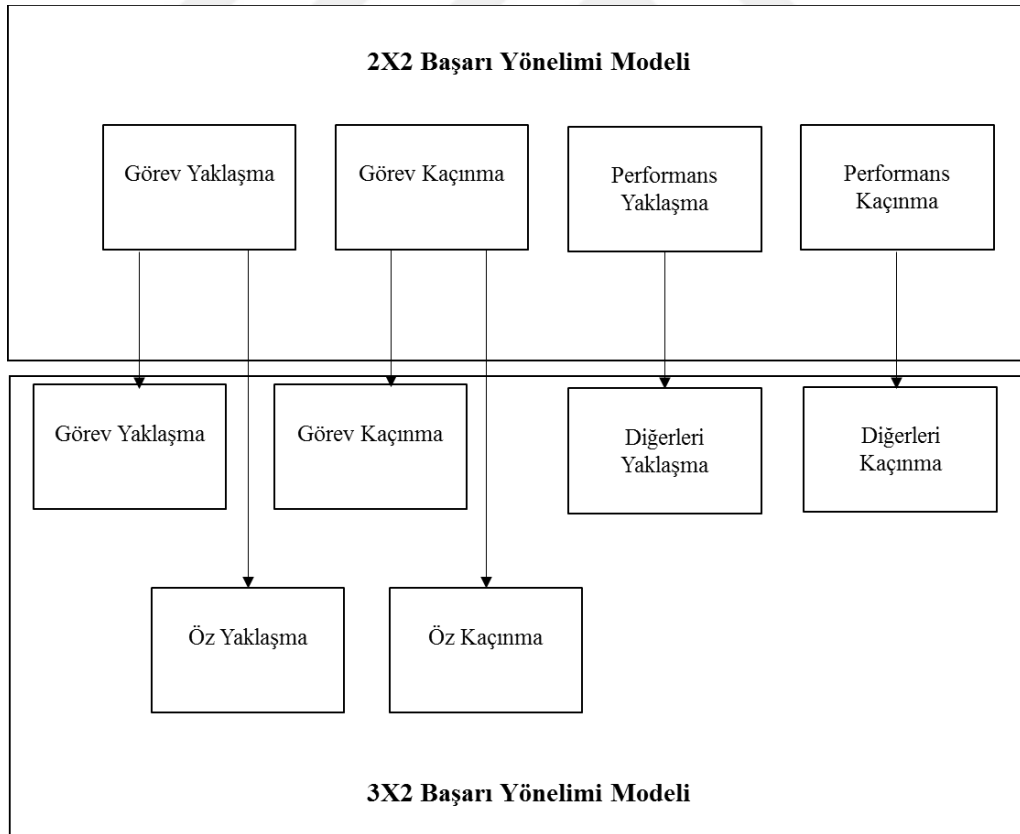 2X2 Başarı Yönelimi Modeli
Görev Yaklaşma
Görev Kaçınma
Performans
Yaklaşma
Performans
Kaçınma
Görev Yaklaşma
Görev Kaçınma
Diğerleri
Yaklaşma
Diğerleri
Kaçınma
Öz Yaklaşma
Öz Kaçınma
3X2 Başarı Yönelimi Modeli